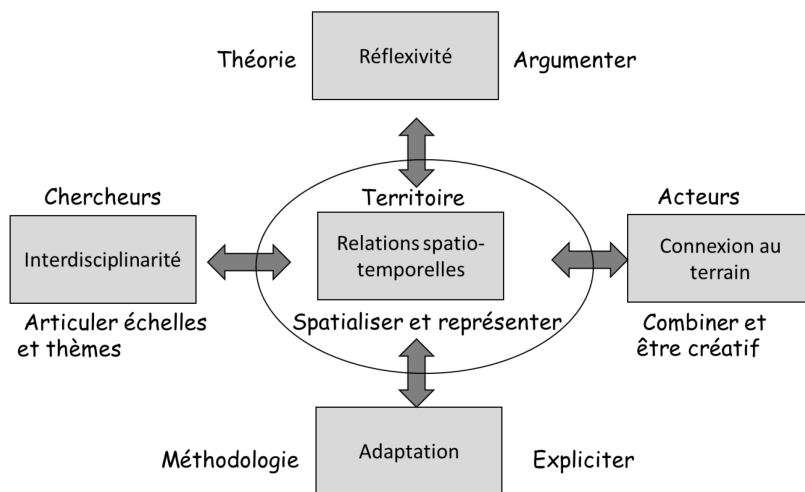 Théorie
Réflexivité
Argumenter
Chercheurs
Territoire
Acteurs
Interdisciplinarité
Relations spatio-
temporelles
Connexion au
terrain
Articuler échelles
et thèmes
Spatialiser et représenter
Combiner et
être créatif
Méthodologie
Adaptation
Expliciter